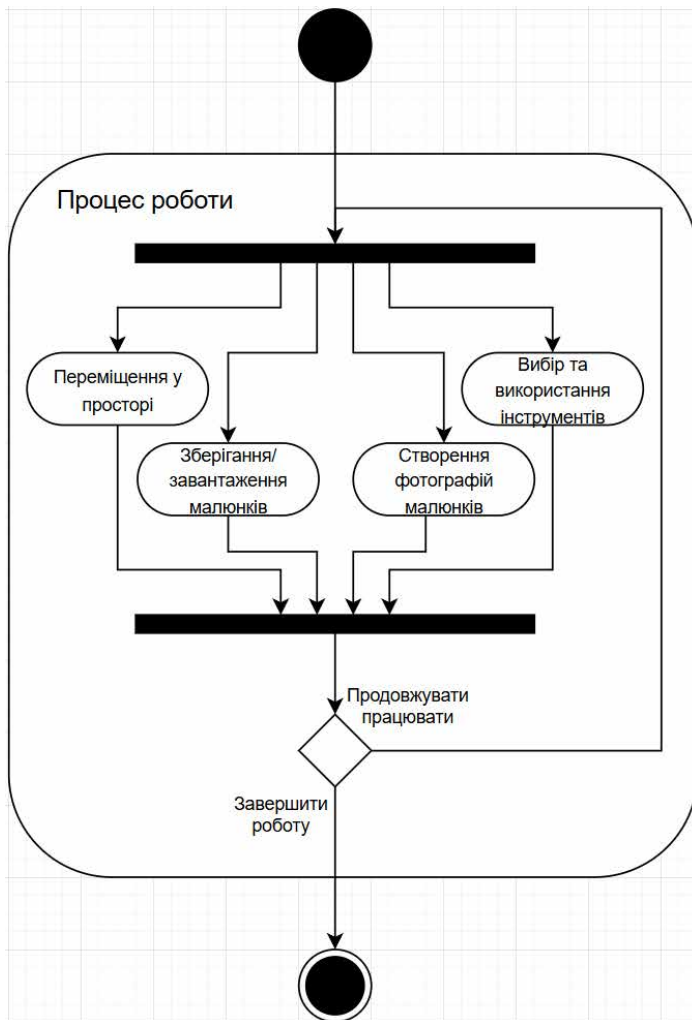 Процес роботи
Переміщення у
просторі
Зберігання/
завантаження
малюнків
Створення
фотографій
малюнків
Вибір та
використання
інструментів
Продовжувати
працювати
Завершити
роботу